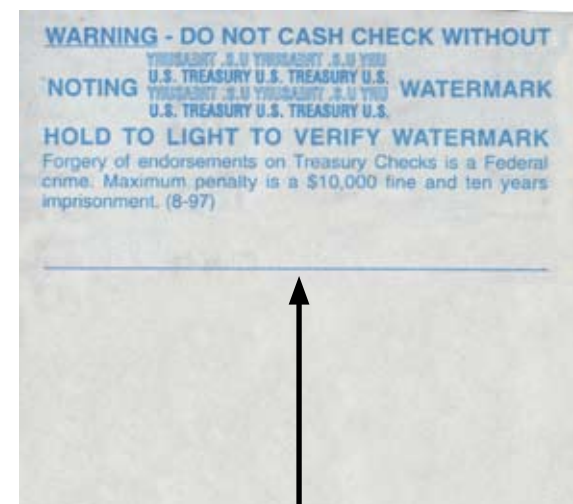 WARNING - DO NOT CASH CHECK WITHOUT
U.S. TREASURY U.S. TREASURY U.S.
NOTING WATERMARK
U.S. TREASURY U.S. TREASURY U.S.
HOLD TO LIGHT TO VERIFY WATERMARK
Forgery of endorsements on Treasury Checks is a Federal
crime. Maximum penalty is a $10,000 fine and ten years
imprisonment. (8-97)